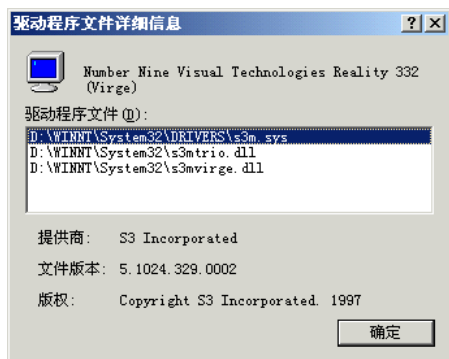 驱动程序文件详细信息
Number Nine Visual Technologies Reality 332
(Virge)
驱动程序文件(D):
D:\WINNT\System32\DRIVERS\s3m.sys
D:\WINNT\System32\s3mtrio.dll
D:\WINNT\System32\s3mvirge.dll
提供商: S3 Incorporated
文件版本: 5.1024.329.0002
版权: Copyright S3 Incorporated. 1997
确定